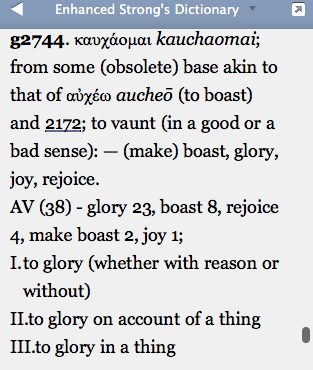 Enhanced Strong's Dictionary
g2744. καυχάομαι kauchaomai;
from some (obsolete) base akin to
that of αὐχέω aucheō (to boast)
and 2172; to vaunt (in a good or a
bad sense): — (make) boast, glory,
joy, rejoice.
AV (38) - glory 23, boast 8, rejoice
4, make boast 2, joy 1;
I.to glory (whether with reason or
without)
II.to glory on account of a thing
III.to glory in a thing